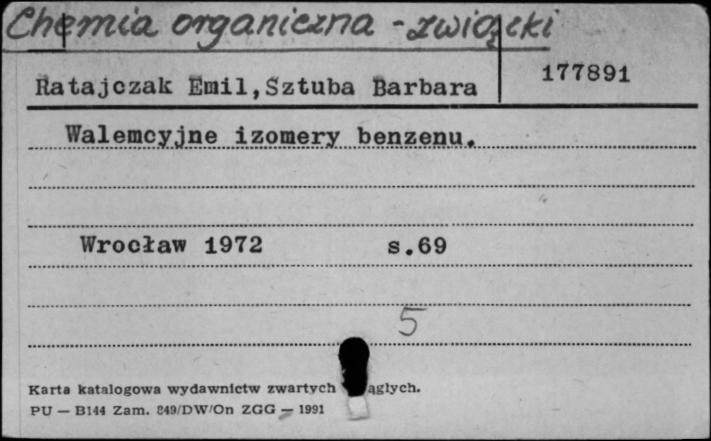 Chemia organiczna - związki
177891
Ratajczak Emil, Sztuba Barbara
Walemcyjne izomery benzenu.
Wrocław 1972 s.69
5
Karta katalogowa wydawnictw zwartych ągłych.
PU — B144 Zam. 849/DW/On ZGG — 1991